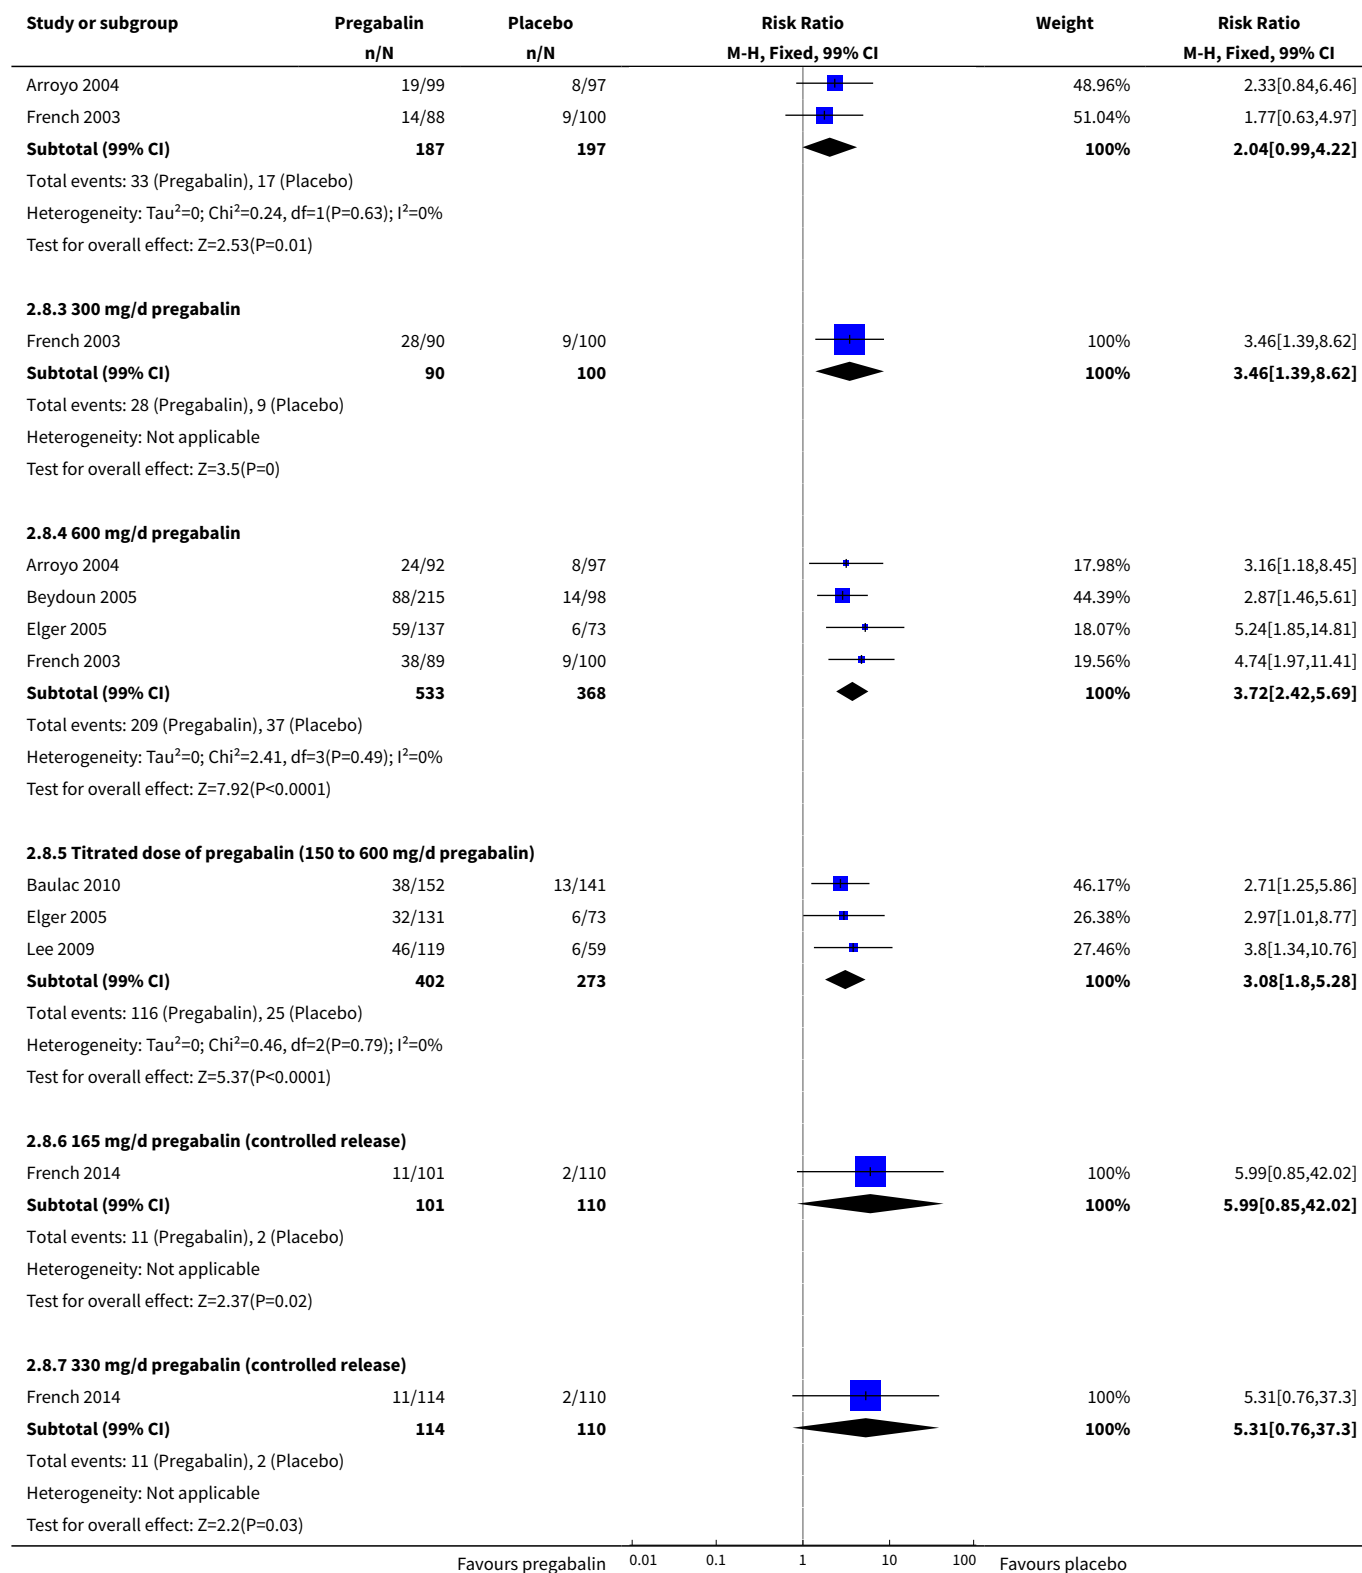 Study or subgroup Pregabalin Placebo Risk Ratio Weight Risk Ratio
n/N n/N M-H, Fixed, 99% CI M-H, Fixed, 99% CI
Arroyo 2004 19/99 8/97 48.96% 2.33[0.84,6.46]
French 2003 14/88 9/100 51.04% 1.77[0.63,4.97]
Subtotal (99% CI) 187 197 100% 2.04[0.99,4.22]
Total events: 33 (Pregabalin), 17 (Placebo)
Heterogeneity: Tau²=0; Chi²=0.24, df=1(P=0.63); I²=0%
Test for overall effect: Z=2.53(P=0.01)
2.8.3 300 mg/d pregabalin
French 2003 28/90 9/100 100% 3.46[1.39,8.62]
Subtotal (99% CI) 90 100 100% 3.46[1.39,8.62]
Total events: 28 (Pregabalin), 9 (Placebo)
Heterogeneity: Not applicable
Test for overall effect: Z=3.5(P=0)
2.8.4 600 mg/d pregabalin
Arroyo 2004 24/92 8/97 17.98% 3.16[1.18,8.45]
Beydoun 2005 88/215 14/98 44.39% 2.87[1.46,5.61]
Elger 2005 59/137 6/73 18.07% 5.24[1.85,14.81]
French 2003 38/89 9/100 19.56% 4.74[1.97,11.41]
Subtotal (99% CI) 533 368 100% 3.72[2.42,5.69]
Total events: 209 (Pregabalin), 37 (Placebo)
Heterogeneity: Tau²=0; Chi²=2.41, df=3(P=0.49); I²=0%
Test for overall effect: Z=7.92(P<0.0001)
2.8.5 Titrated dose of pregabalin (150 to 600 mg/d pregabalin)
Baulac 2010 38/152 13/141 46.17% 2.71[1.25,5.86]
Elger 2005 32/131 6/73 26.38% 2.97[1.01,8.77]
Lee 2009 46/119 6/59 27.46% 3.8[1.34,10.76]
Subtotal (99% CI) 402 273 100% 3.08[1.8,5.28]
Total events: 116 (Pregabalin), 25 (Placebo)
Heterogeneity: Tau²=0; Chi²=0.46, df=2(P=0.79); I²=0%
Test for overall effect: Z=5.37(P<0.0001)
2.8.6 165 mg/d pregabalin (controlled release)
French 2014 11/101 2/110 100% 5.99[0.85,42.02]
Subtotal (99% CI) 101 110 100% 5.99[0.85,42.02]
Total events: 11 (Pregabalin), 2 (Placebo)
Heterogeneity: Not applicable
Test for overall effect: Z=2.37(P=0.02)
2.8.7 330 mg/d pregabalin (controlled release)
French 2014 11/114 2/110 100% 5.31[0.76,37.3]
Subtotal (99% CI) 114 110 100% 5.31[0.76,37.3]
Total events: 11 (Pregabalin), 2 (Placebo)
Heterogeneity: Not applicable
Test for overall effect: Z=2.2(P=0.03)
Favours pregabalin 0.01 0.1 1 10 100 Favours placebo